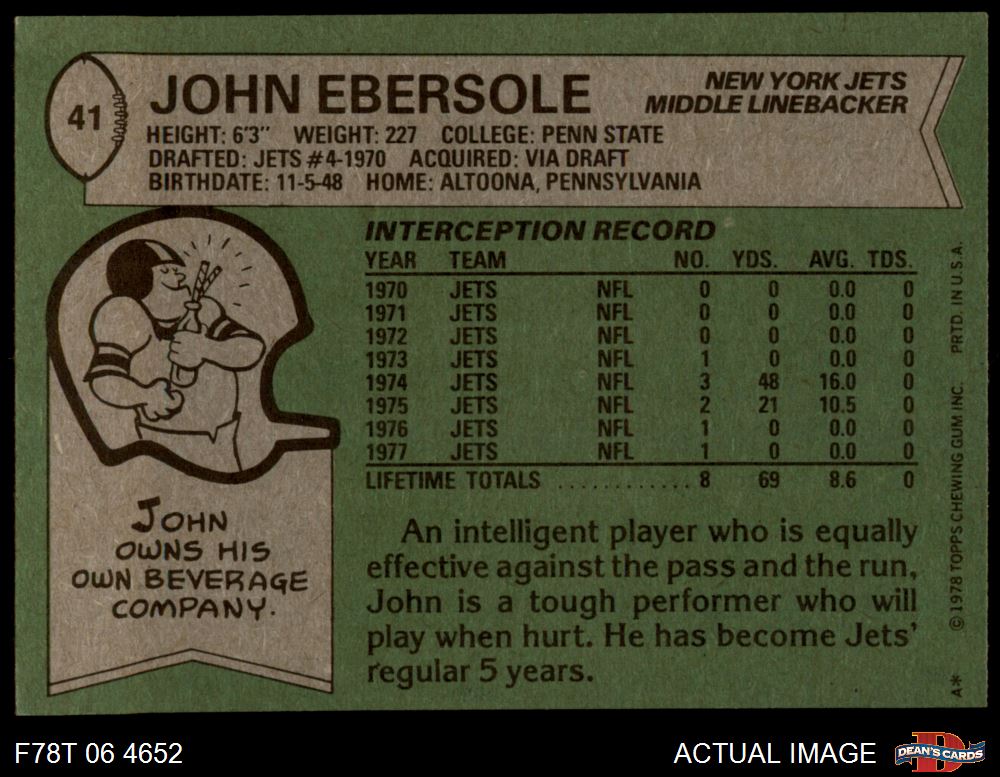 41
JOHN EBERSOLE
NEW YORK JETS
MIDDLE LINEBACKER
HEIGHT: 6'3" WEIGHT: 227 COLLEGE: PENN STATE
DRAFTED: JETS #4-1970 ACQUIRED: VIA DRAFT
BIRTHDATE: 11-5-48 HOME: ALTOONA, PENNSYLVANIA
INTERCEPTION RECORD
YEAR TEAM NO. YDS. AVG. TDS.
1970 JETS NFL 0 0 0.0 0
1971 JETS NFL 0 0 0.0 0
1972 JETS NFL 0 0 0.0 0
1973 JETS NFL 1 0 0.0 0
1974 JETS NFL 3 48 16.0 0
1975 JETS NFL 2 21 10.5 0
1976 JETS NFL 1 0 0.0 0
1977 JETS NFL 1 0 0.0 0
LIFETIME TOTALS ............ 8 69 8.6 0
JOHN
OWNS HIS
OWN BEVERAGE
COMPANY.
An intelligent player who is equally
effective against the pass and the run,
John is a tough performer who will
play when hurt. He has become Jets'
regular 5 years.
A* © 1978 TOPPS CHEWING GUM INC. PRTD. IN U.S.A.
F78T 06 4652
ACTUAL IMAGE
D
DEAN'S CARDS